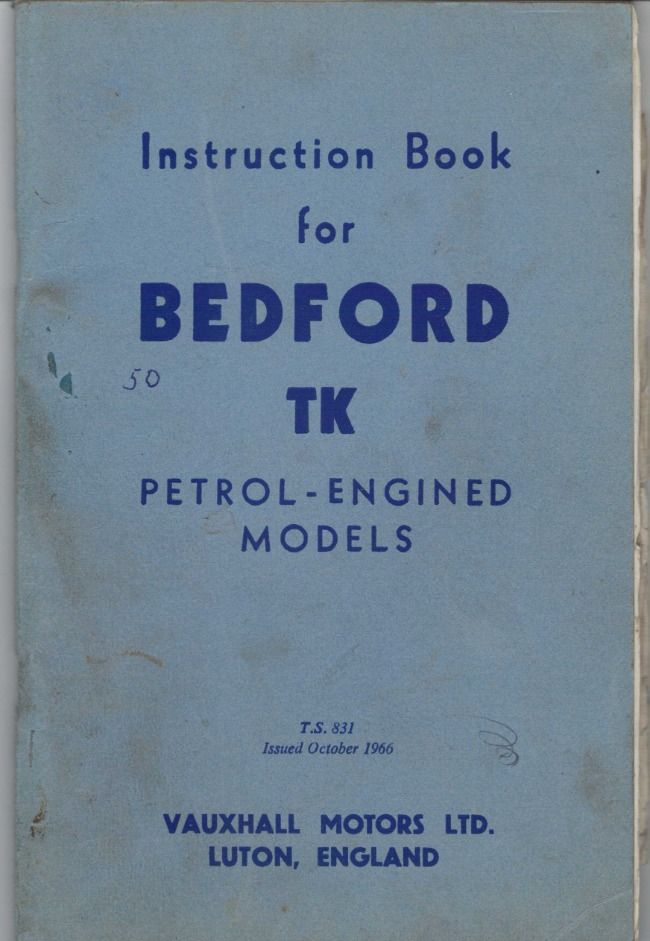 Instruction Book
for
BEDFORD
50
TK
PETROL-ENGINED
MODELS
T.S. 831
Issued October 1966
VAUXHALL MOTORS LTD.
LUTON, ENGLAND